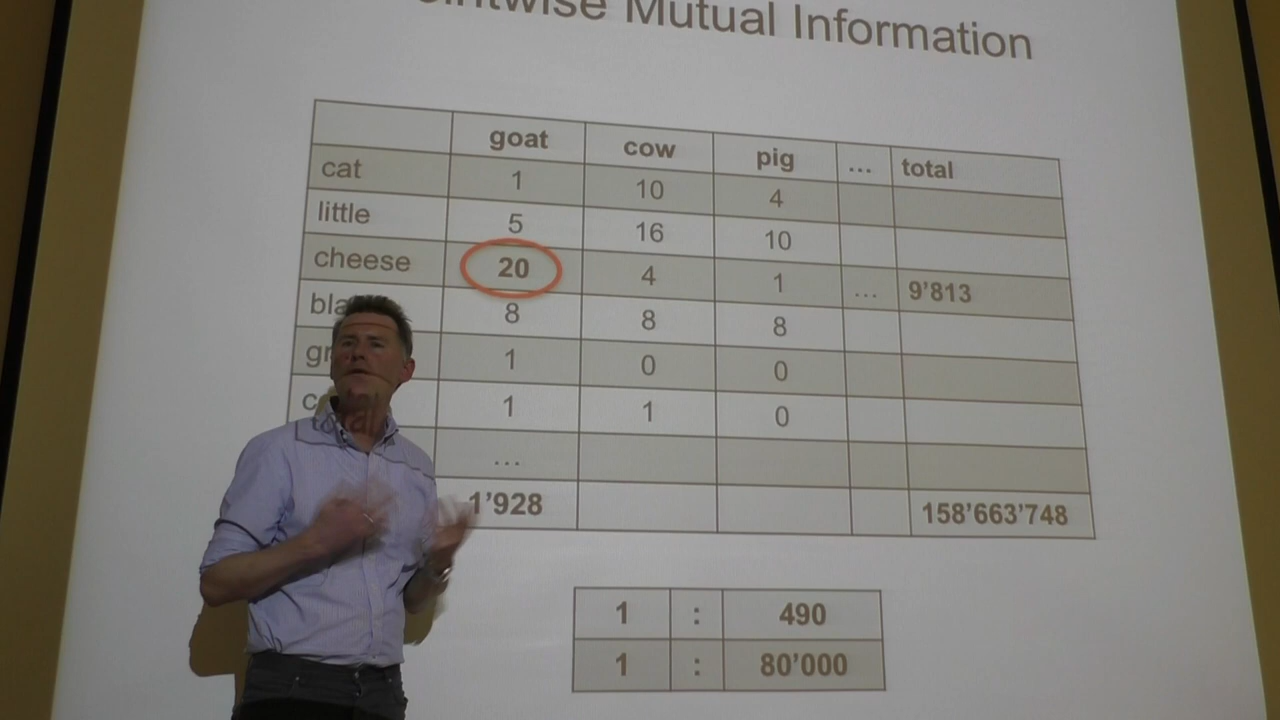 Mutual Information
goat cow pig … total
cat 1 10 4
little 5 16 10
cheese 20 4 1 … 9’813
8 8 8
1 0 0
1 1 0
…
total 1’928 158’663’748
1 : 490
1 : 80’000